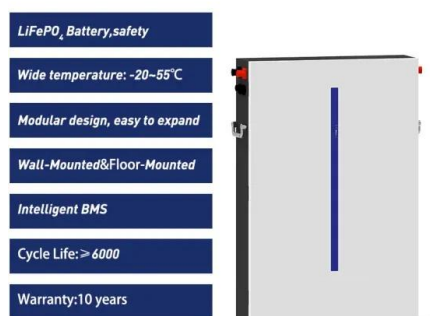 LiFePO₄ Battery,safety
Wide temperature: -20~55℃
Modular design, easy to expand
Wall-Mounted&Floor-Mounted
Intelligent BMS
Cycle Life:≥6000
Warranty:10 years